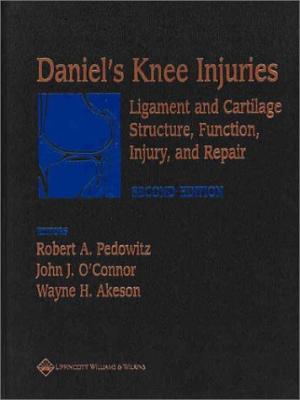 Daniel's Knee Injuries
Ligament and Cartilage
Structure, Function,
Injury, and Repair
SECOND EDITION
EDITORS
Robert A. Pedowitz
John J. O'Connor
Wayne H. Akeson
LIPPINCOTT WILLIAMS & WILKINS